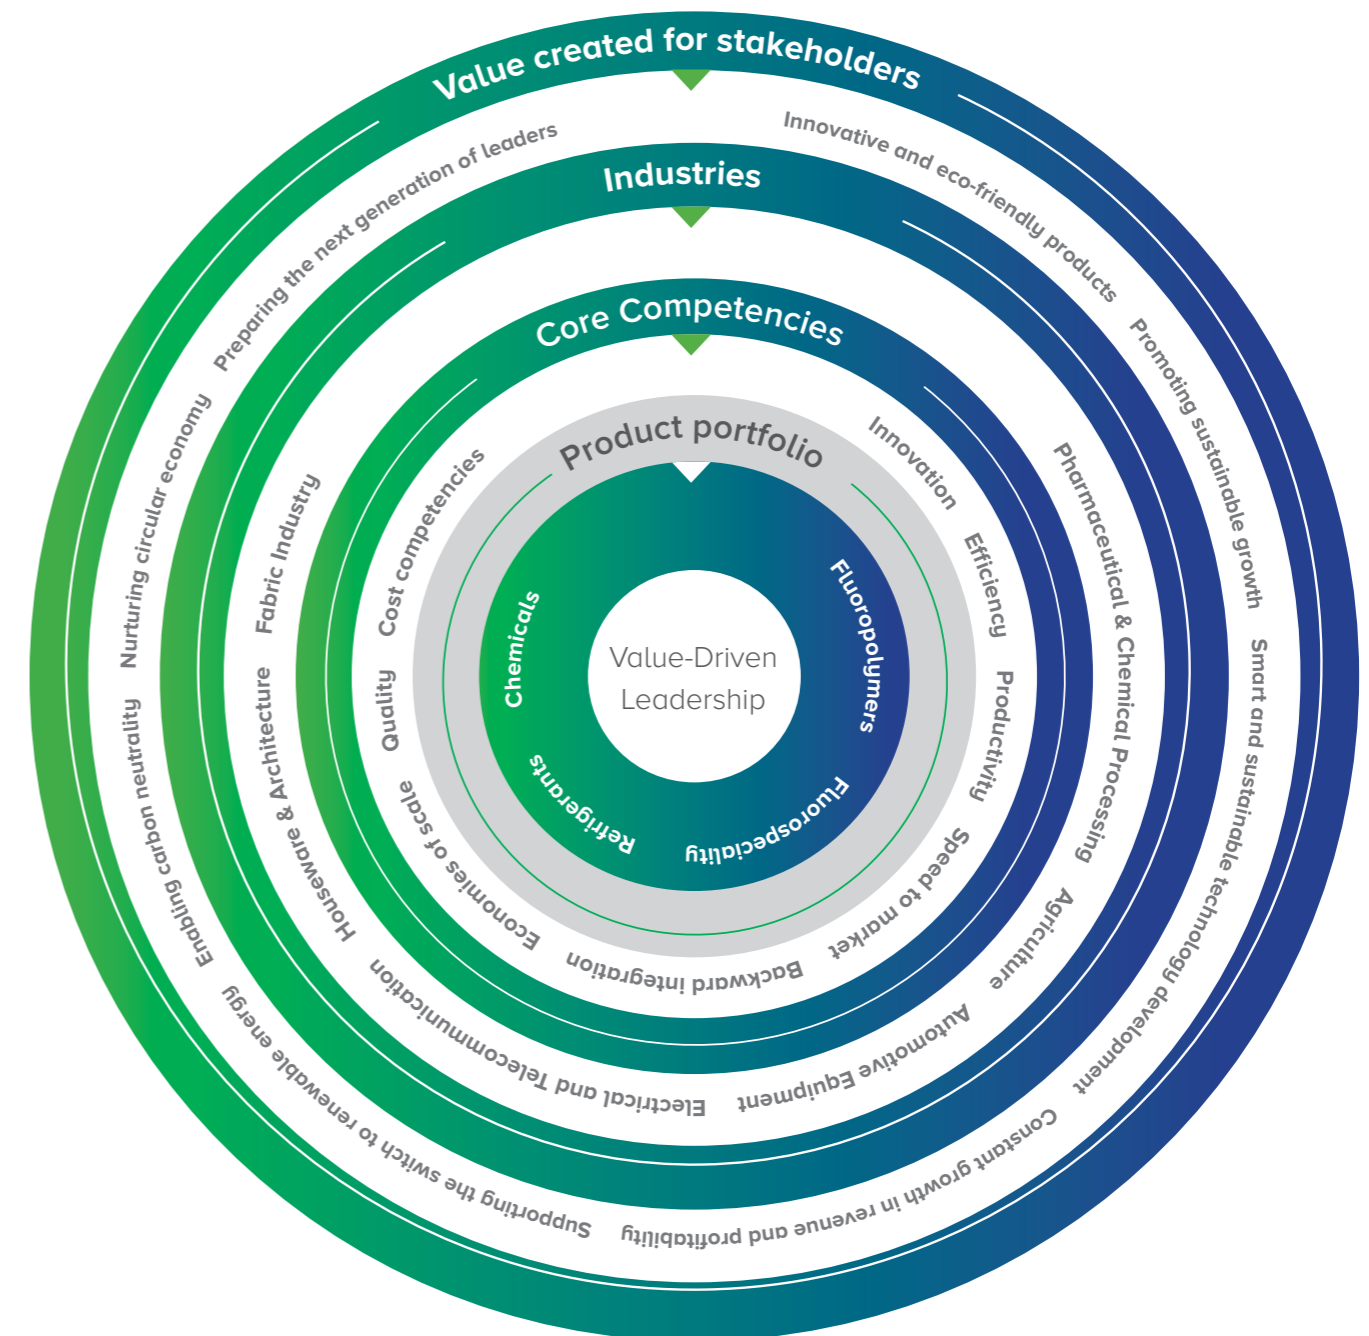 Value created for stakeholders
Innovative and eco-friendly products
Promoting sustainable growth
Smart and sustainable technology development
Constant growth in revenue and profitability
Supporting the switch to renewable energy
Enabling carbon neutrality
Nurturing circular economy
Preparing the next generation of leaders
Industries
Pharmaceutical & Chemical Processing
Agriculture
Automotive Equipment
Electrical and Telecommunication
Houseware & Architecture
Fabric Industry
Core Competencies
Innovation
Efficiency
Productivity
Speed to market
Backward integration
Economies of scale
Quality
Cost competencies
Product portfolio
Fluoropolymers
Fluorospeciality
Refrigerants
Chemicals
Value-Driven
Leadership